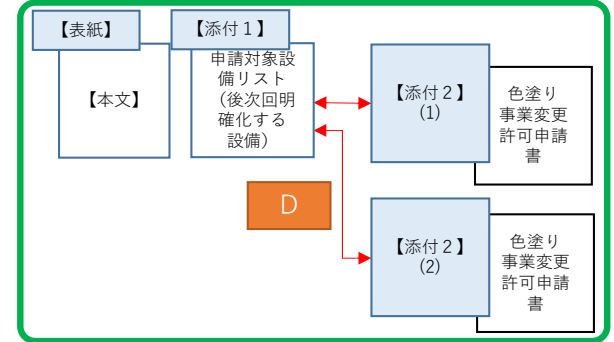 【表紙】
【本文】
【添付１】
申請対象設
備リスト
（後次回明
確化する
設備）
D
【添付２】
(1)
色塗り
事業変更
許可申請
書
【添付２】
(2)
色塗り
事業変更
許可申請
書